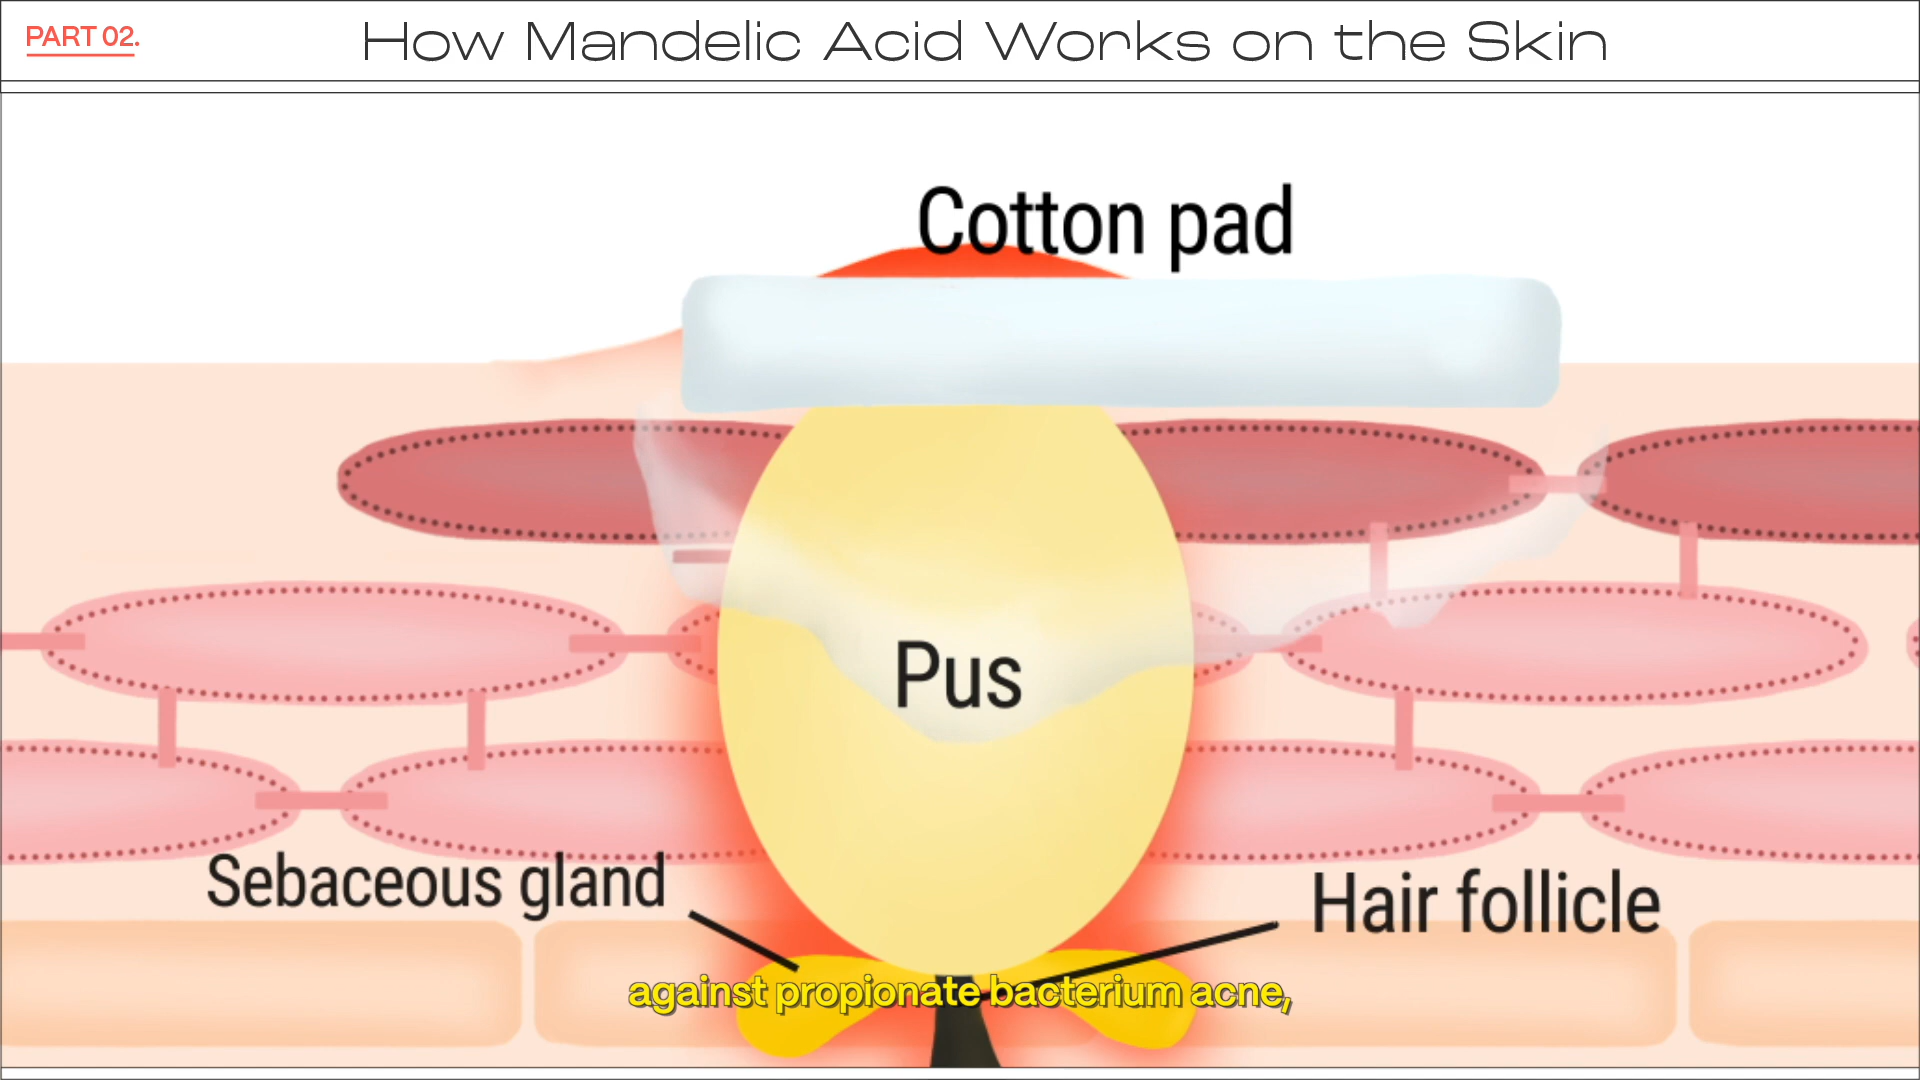 PART 02.
How Mandelic Acid Works on the Skin
Cotton pad
Pus
Sebaceous gland
Hair follicle
against propionate bacterium acne,